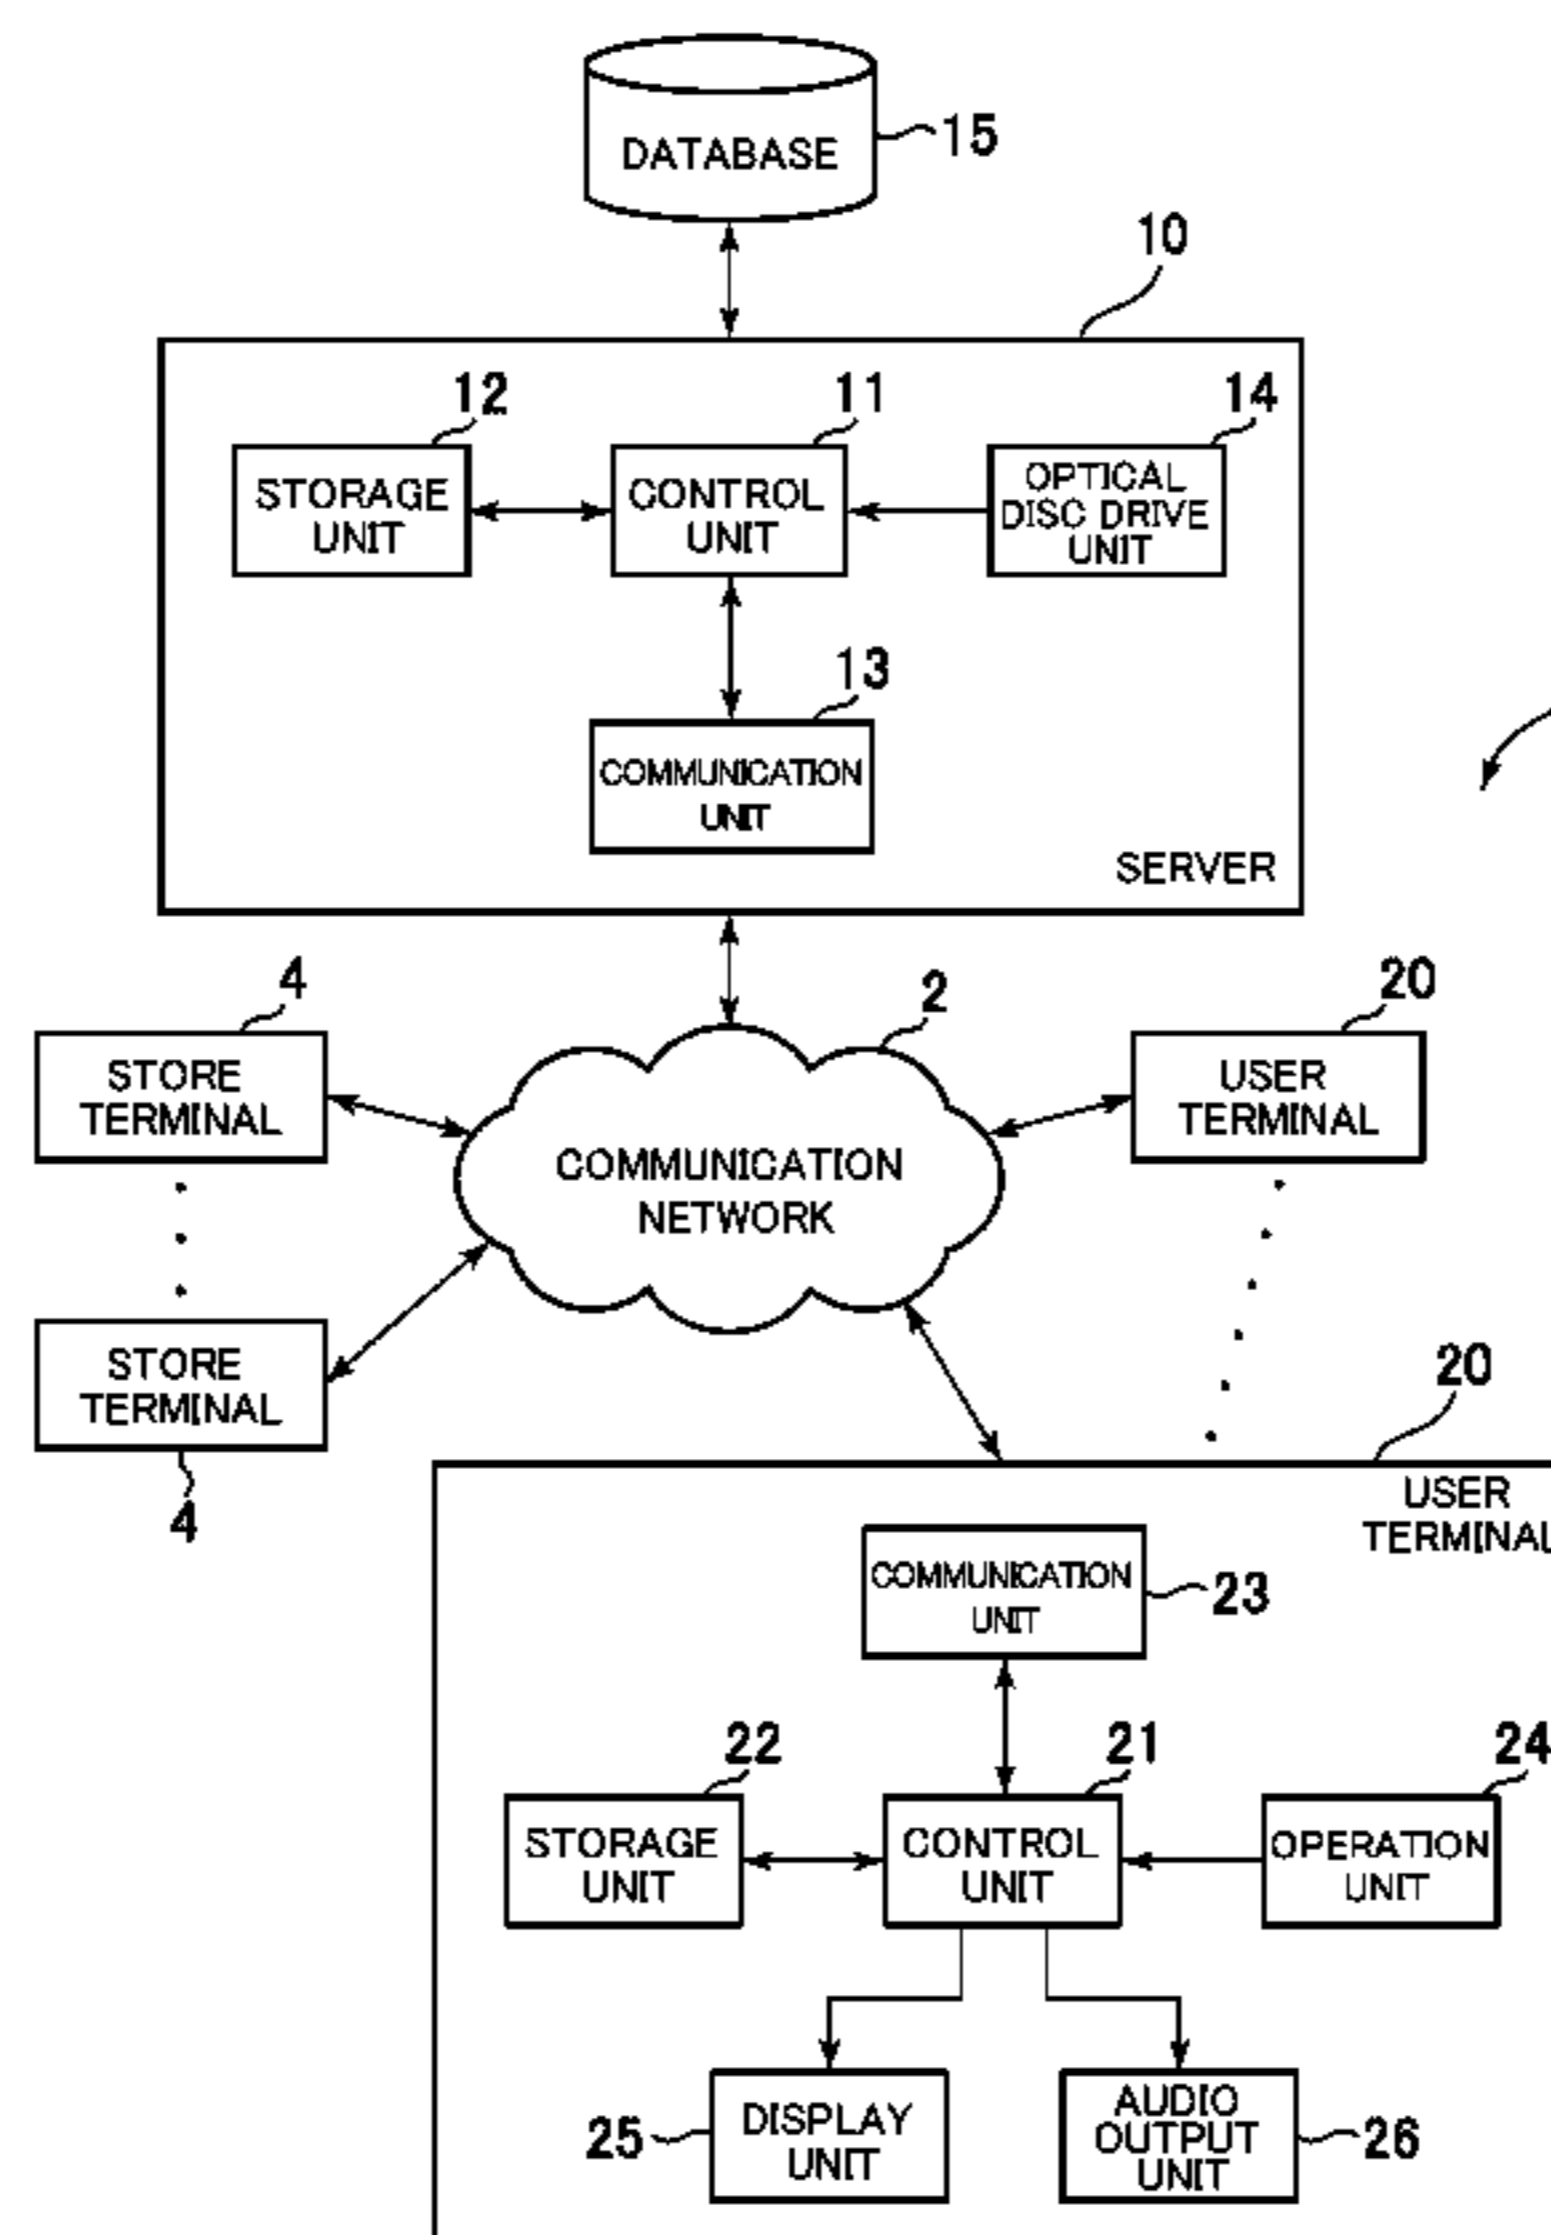 DATABASE
15
10
12
11
14
STORAGE
UNIT
CONTROL
UNIT
OPTICAL
DISC DRIVE
UNIT
13
COMMUNICATION
UNIT
SERVER
4
2
20
STORE
TERMINAL
USER
TERMINAL
COMMUNICATION
NETWORK
STORE
TERMINAL
4
20
USER
TERMINAL
COMMUNICATION
UNIT
23
22
21
24
STORAGE
UNIT
CONTROL
UNIT
OPERATION
UNIT
25
DISPLAY
UNIT
AUDIO
OUTPUT
UNIT
26